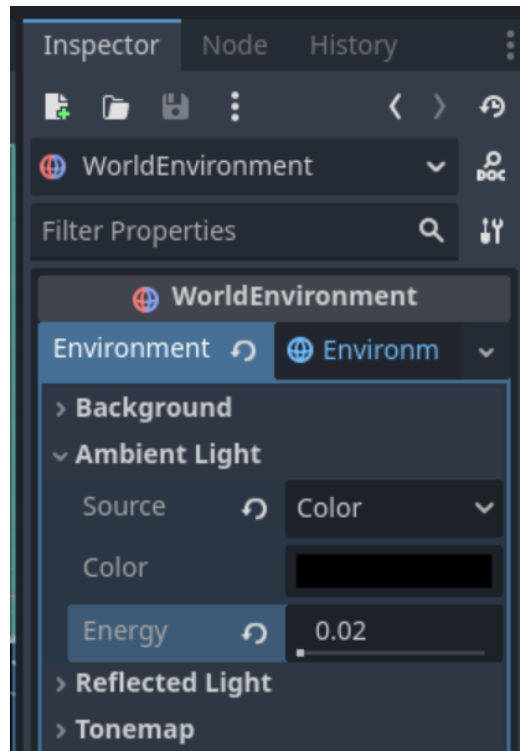 Inspector Node History
WorldEnvironment
DOC
Filter Properties
WorldEnvironment
Environment Environm
Background
Ambient Light
Source Color
Color
Energy 0.02
Reflected Light
Tonemap